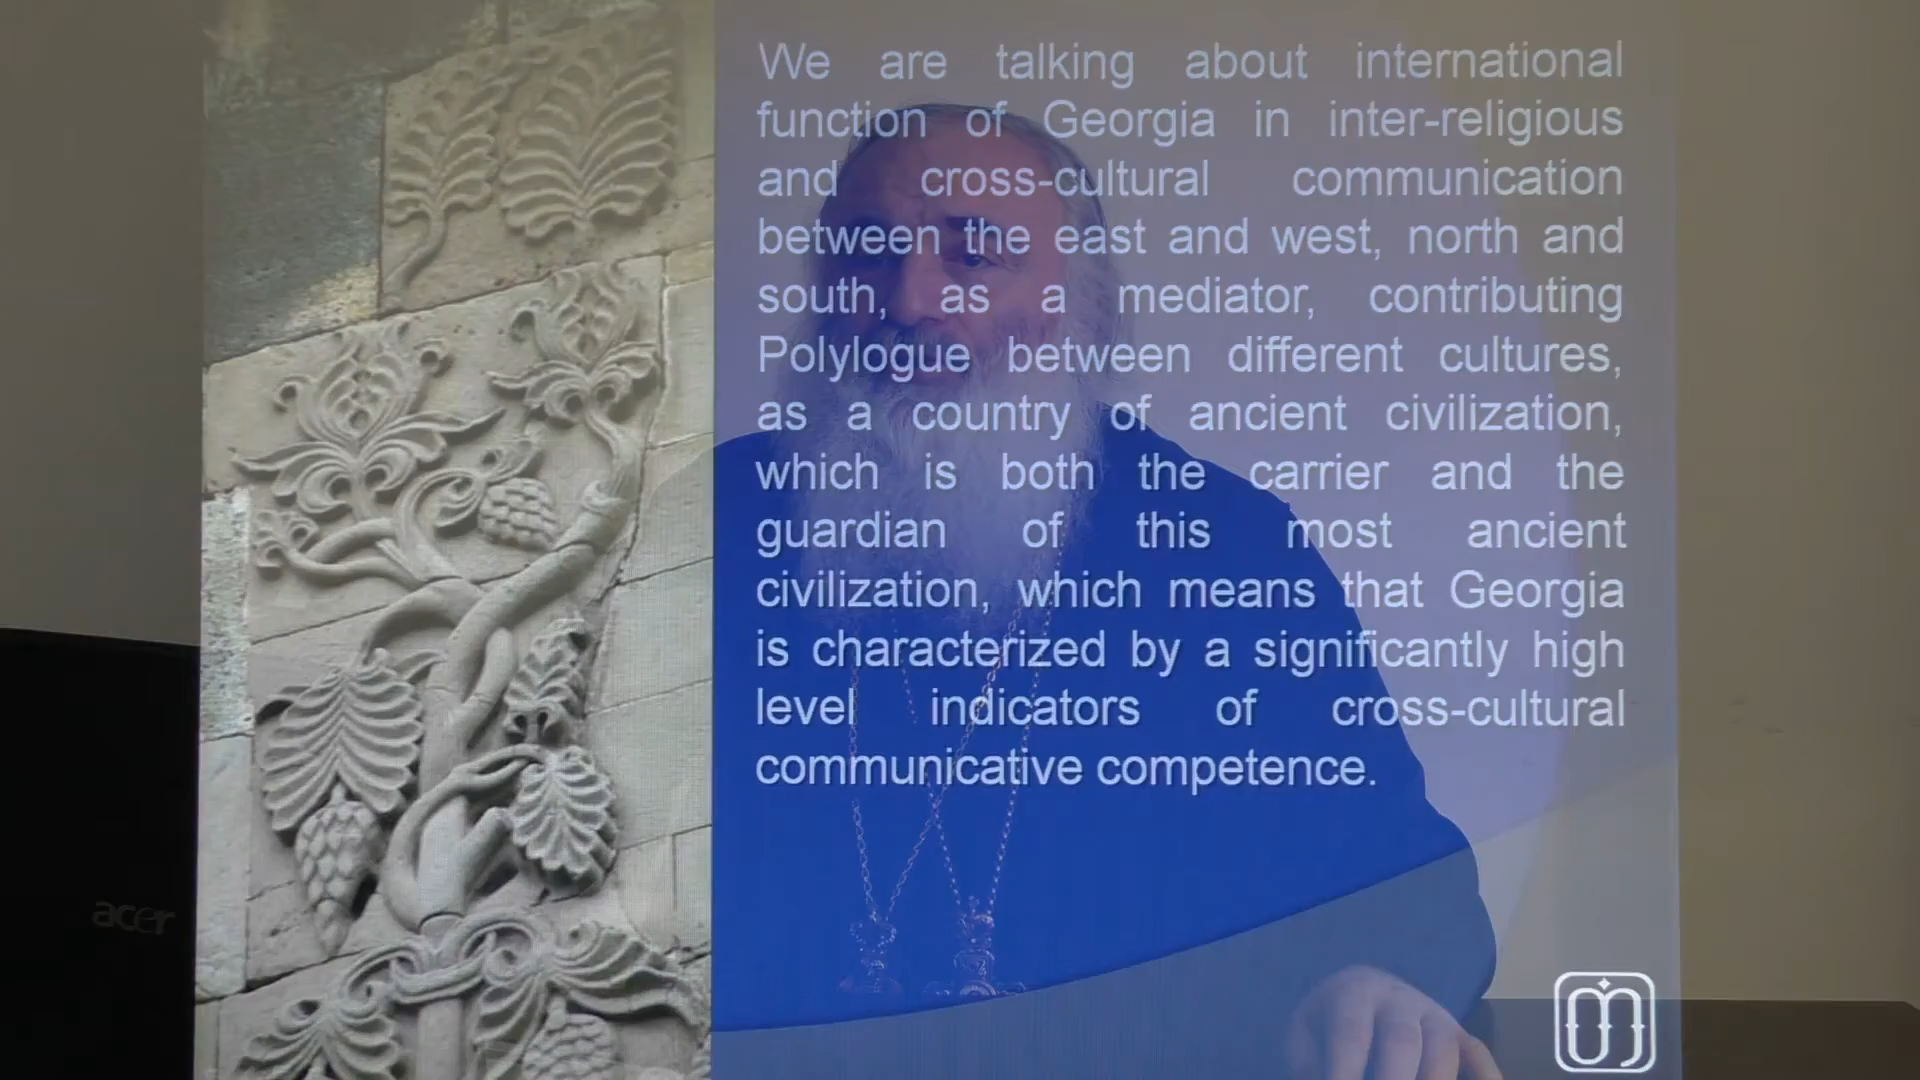 We are talking about international
function of Georgia in inter-religious
and cross-cultural communication
between the east and west, north and
south, as a mediator, contributing
Polylogue between different cultures,
as a country of ancient civilization,
which is both the carrier and the
guardian of this most ancient
civilization, which means that Georgia
is characterized by a significantly high
level indicators of cross-cultural
communicative competence.
acer